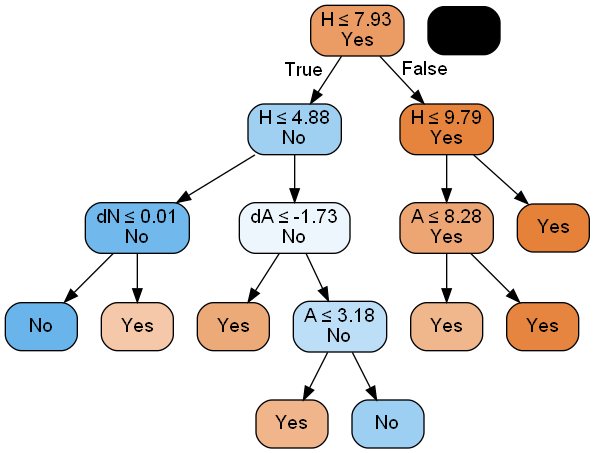 H ≤ 7.93
Yes
True
False
H ≤ 4.88
No
H ≤ 9.79
Yes
dN ≤ 0.01
No
dA ≤ -1.73
No
A ≤ 8.28
Yes
Yes
No
Yes
Yes
A ≤ 3.18
No
Yes
Yes
Yes
No